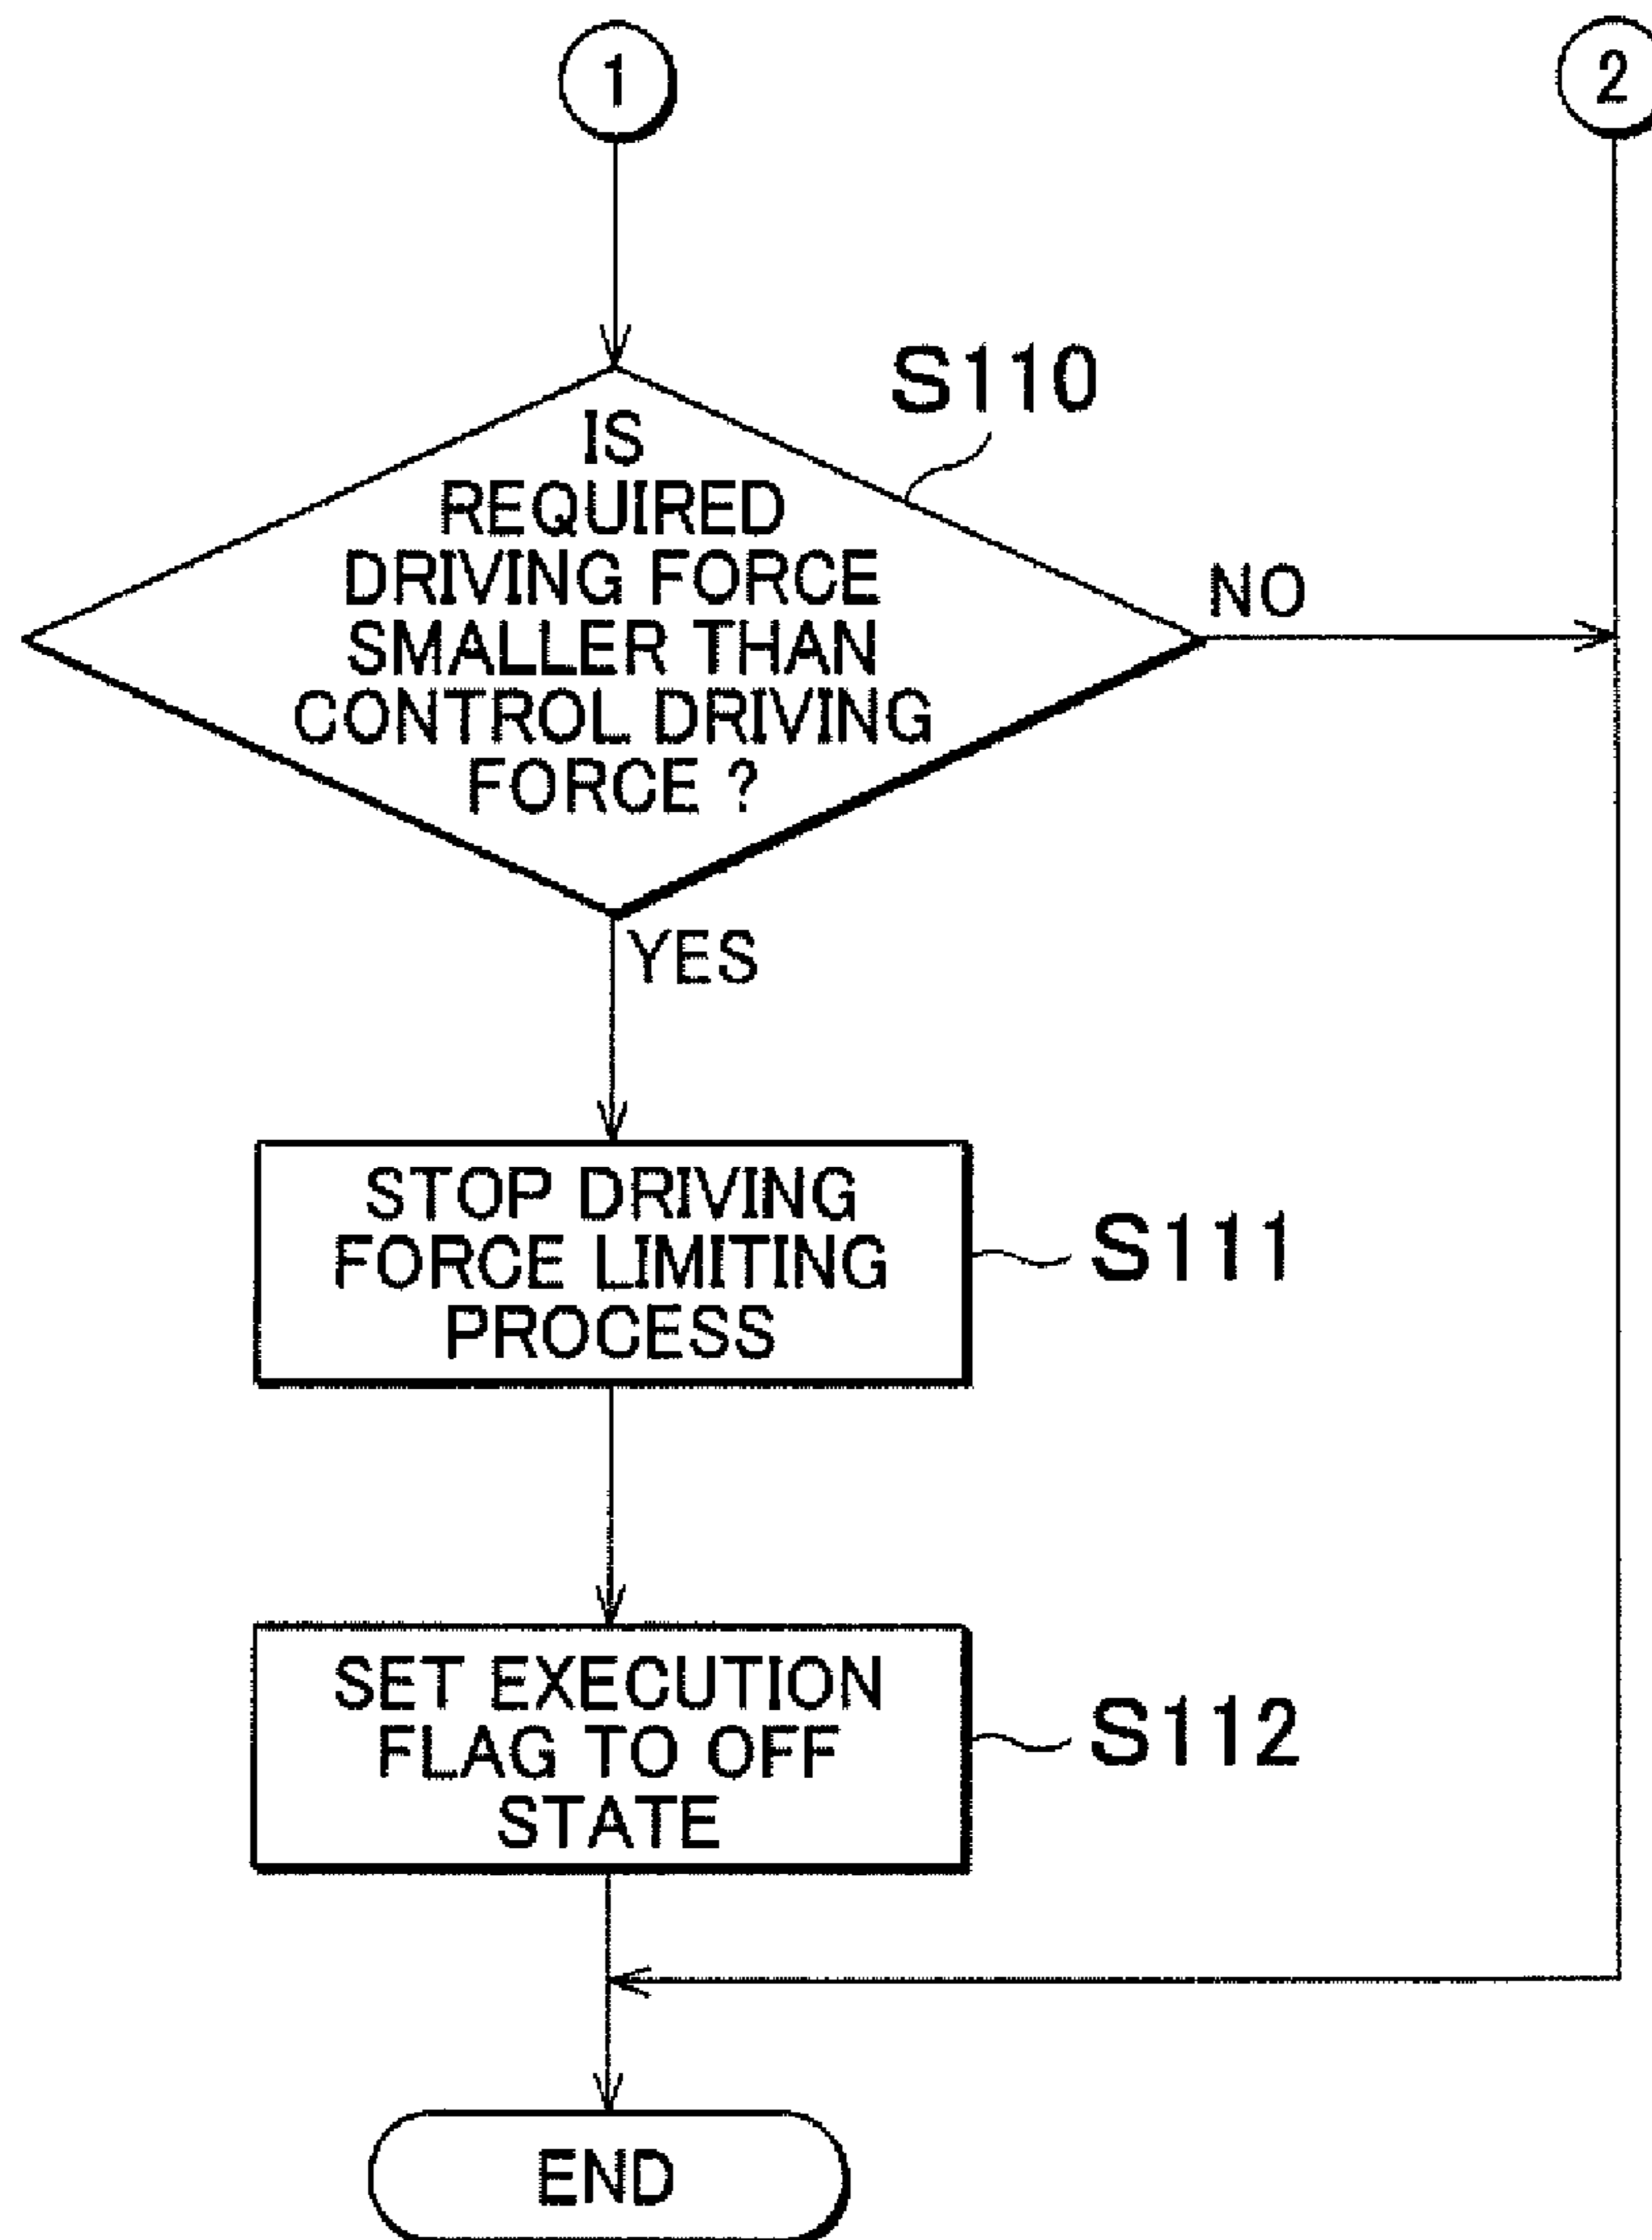 1
2
S110
IS
REQUIRED
DRIVING FORCE
SMALLER THAN
CONTROL DRIVING
FORCE ?
NO
YES
STOP DRIVING
FORCE LIMITING
PROCESS
S111
SET EXECUTION
FLAG TO OFF
STATE
S112
END